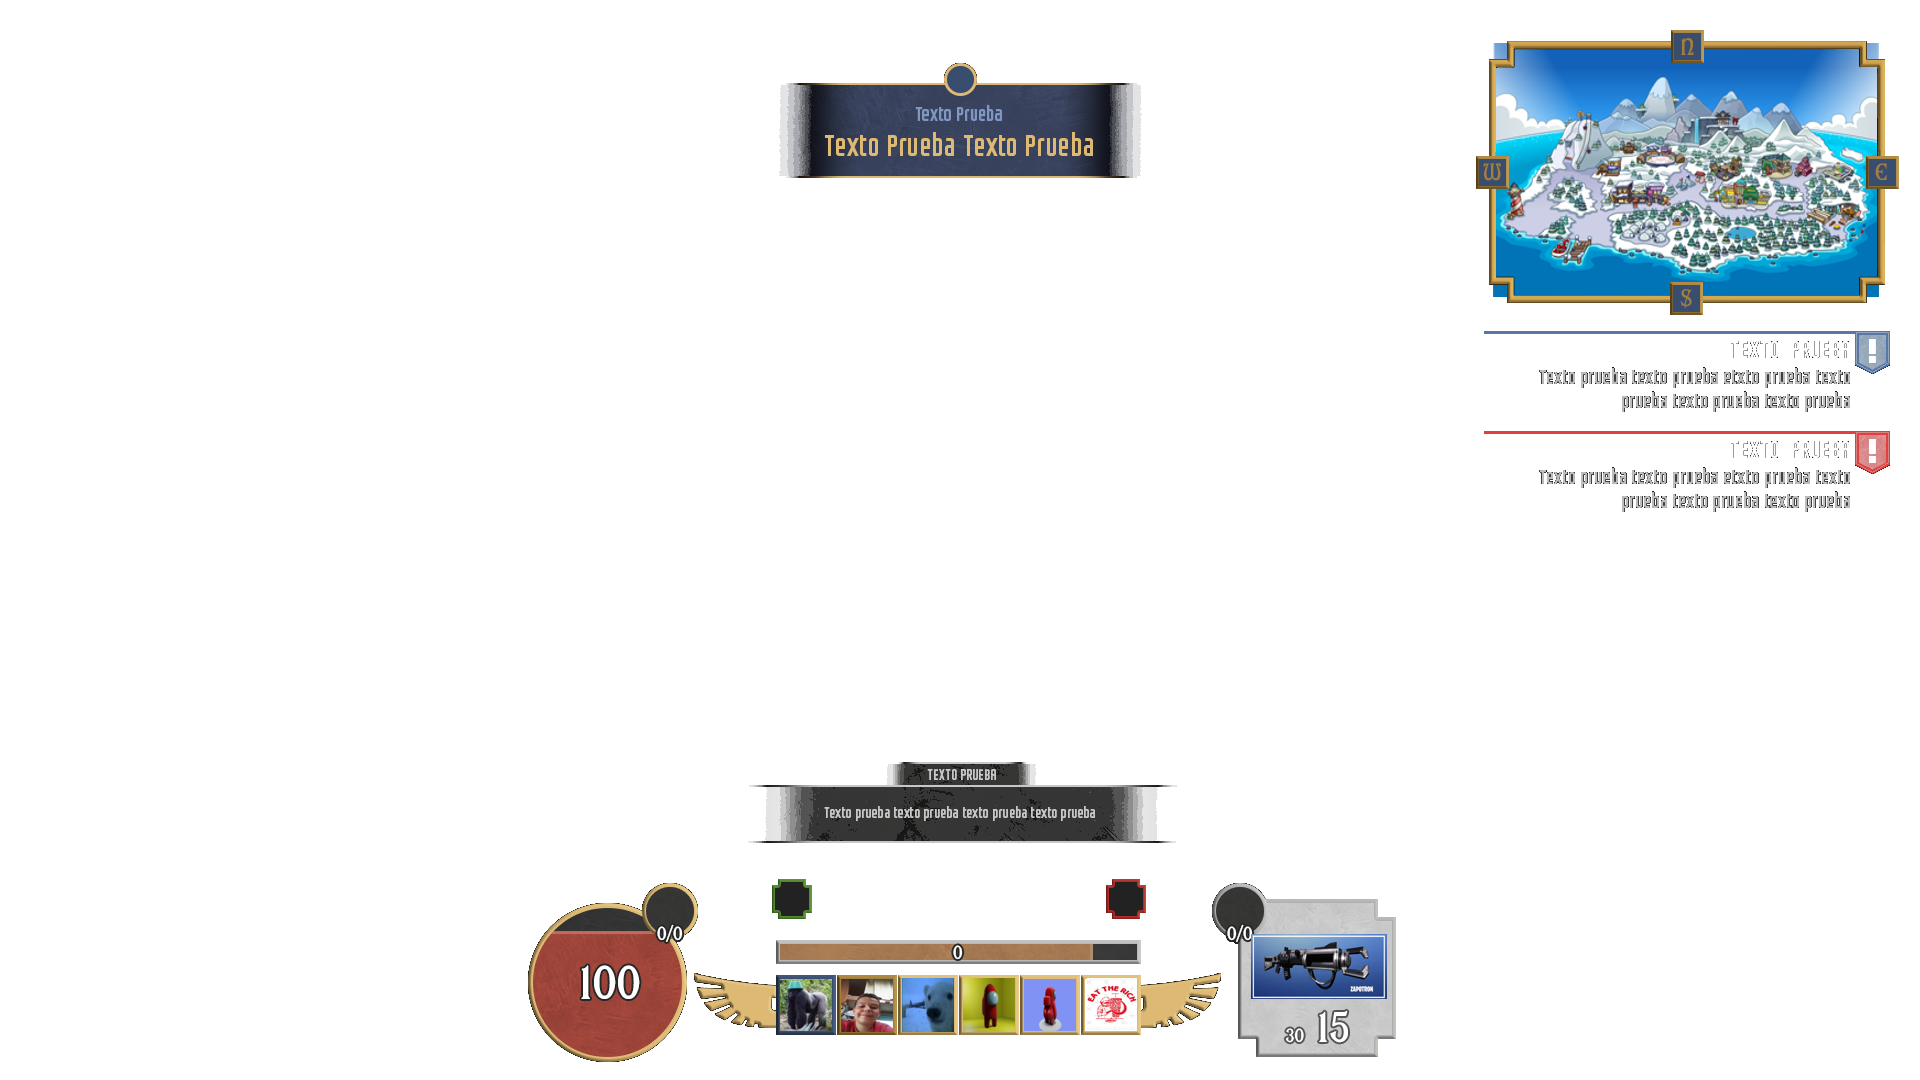 Texto Prueba
Texto Prueba Texto Prueba
N
W
E
S
TEXTO PRUEBA
Texto prueba texto prueba etxto prueba texto
prueba texto prueba texto prueba
TEXTO PRUEBA
Texto prueba texto prueba etxto prueba texto
prueba texto prueba texto prueba
TEXTO PRUEBA
Texto prueba texto prueba texto prueba texto prueba
0/0
100
0
EAT THE RICH
0/0
ZAPOTRON
30 15